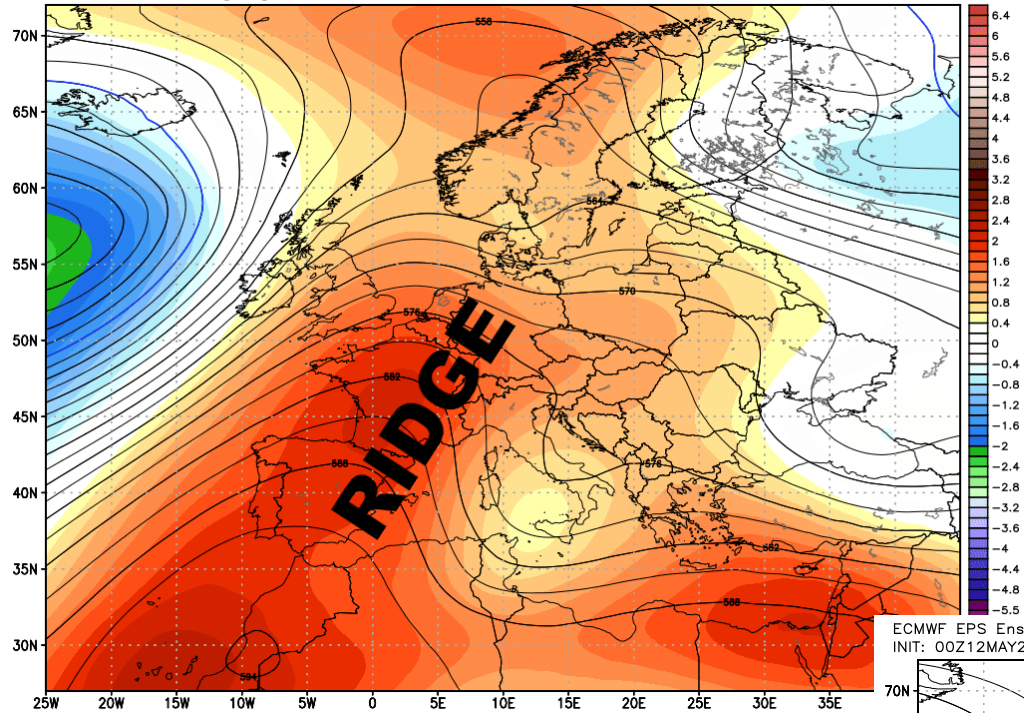 70N
65N
60N
55N
50N
45N
40N
35N
30N
25W
20W
15W
10W
5W
0
5E
10E
15E
20E
25E
30E
35E
558
564
570
576
582
588
576
582
588
594
RIDGE
6.4
6
5.6
5.2
4.8
4.4
4
3.6
3.2
2.8
2.4
2
1.6
1.2
0.8
0.4
0
-0.4
-0.8
-1.2
-1.6
-2
-2.4
-2.8
-3.2
-3.6
-4
-4.4
-4.8
-5.5
ECMWF EPS Ens
INIT: 00Z12MAY2
70N